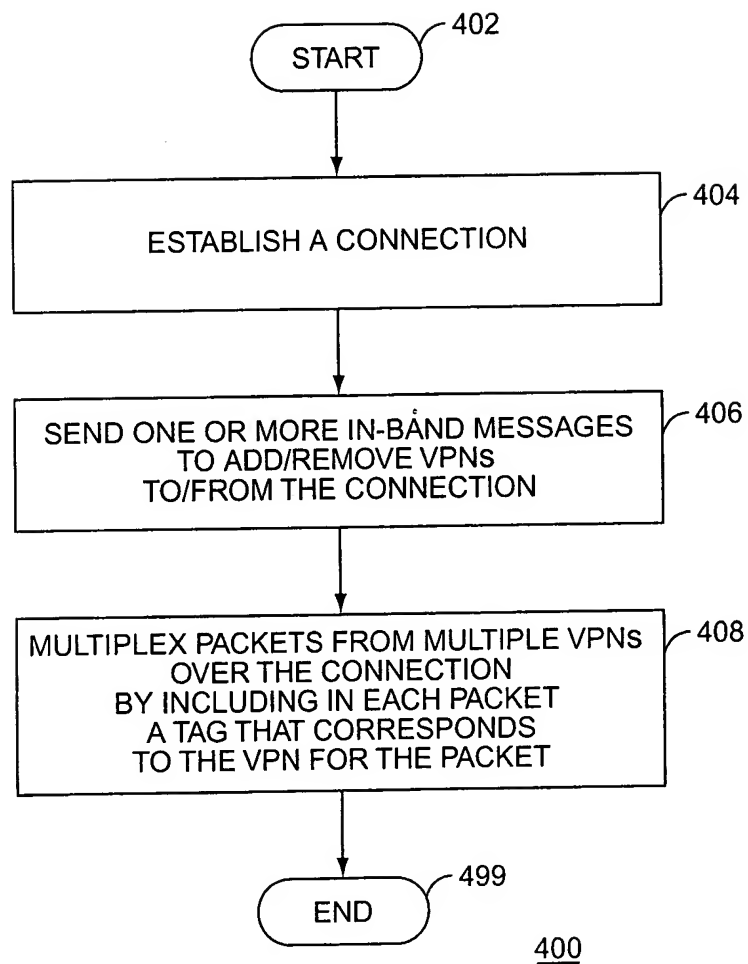 START
402
ESTABLISH A CONNECTION
404
SEND ONE OR MORE IN-BAND MESSAGES
TO ADD/REMOVE VPNs
TO/FROM THE CONNECTION
406
MULTIPLEX PACKETS FROM MULTIPLE VPNs
OVER THE CONNECTION
BY INCLUDING IN EACH PACKET
A TAG THAT CORRESPONDS
TO THE VPN FOR THE PACKET
408
END
499
400